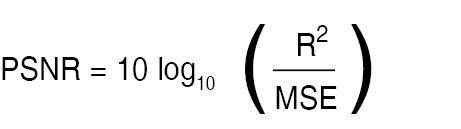 PSNR = 10 log₁₀ (R²/MSE)